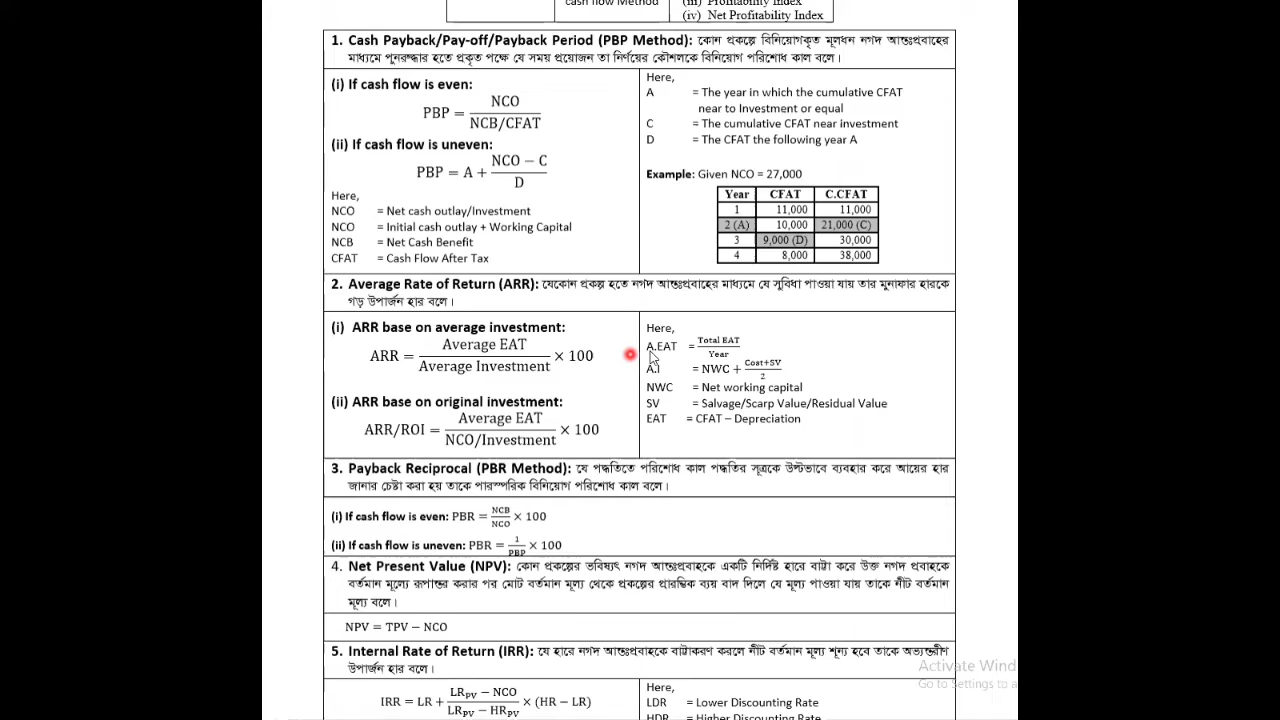 cash flow Method
(iii) Profitability Index
(iv) Net Profitability Index
1. Cash Payback/Pay-off/Payback Period (PBP Method): কোন প্রকল্পে বিনিয়োগকৃত মূলধন নগদ আন্তঃপ্রবাহের
মাধ্যমে পুনরুদ্ধার হতে প্রকৃত পক্ষে যে সময় প্রয়োজন তা নির্ণয়ের কৌশলকে বিনিয়োগ পরিশোধ কাল বলে।
(i) If cash flow is even:
PBP = NCO / NCB/CFAT
(ii) If cash flow is uneven:
PBP = A + NCO − C / D
Here,
NCO = Net cash outlay/Investment
NCO = Initial cash outlay + Working Capital
NCB = Net Cash Benefit
CFAT = Cash Flow After Tax
Here,
A = The year in which the cumulative CFAT
near to Investment or equal
C = The cumulative CFAT near investment
D = The CFAT the following year A
Example: Given NCO = 27,000
Year CFAT C.CFAT
1 11,000 11,000
2 (A) 10,000 21,000 (C)
3 9,000 (D) 30,000
4 8,000 38,000
2. Average Rate of Return (ARR): যেকোন প্রকল্প হতে নগদ আন্তঃপ্রবাহের মাধ্যমে যে সুবিধা পাওয়া যায় তার মুনাফার হারকে
গড় উপার্জন হার বলে।
(i) ARR base on average investment:
ARR = Average EAT / Average Investment × 100
(ii) ARR base on original investment:
ARR/ROI = Average EAT / NCO/Investment × 100
Here,
A.EAT = Total EAT / Year
A.I = NWC + Cost+SV / 2
NWC = Net working capital
SV = Salvage/Scarp Value/Residual Value
EAT = CFAT – Depreciation
3. Payback Reciprocal (PBR Method): যে পদ্ধতিতে পরিশোধ কাল পদ্ধতির সূত্রকে উল্টভাবে ব্যবহার করে আয়ের হার
জানার চেষ্টা করা হয় তাকে পারস্পরিক বিনিয়োগ পরিশোধ কাল বলে।
(i) If cash flow is even: PBR = NCB / NCO × 100
(ii) If cash flow is uneven: PBR = 1 / PBP × 100
4. Net Present Value (NPV): কোন প্রকল্পের ভবিষ্যৎ নগদ আন্তঃপ্রবাহকে একটি নির্দিষ্ট হারে বাট্টা করে উক্ত নগদ প্রবাহকে
বর্তমান মূল্যে রূপান্তর করার পর মোট বর্তমান মূল্য থেকে প্রকল্পের প্রারম্ভিক ব্যয় বাদ দিলে যে মূল্য পাওয়া যায় তাকে নীট বর্তমান
মূল্য বলে।
NPV = TPV − NCO
5. Internal Rate of Return (IRR): যে হারে নগদ আন্তঃপ্রবাহকে বাট্টাকরণ করলে নীট বর্তমান মূল্য শূন্য হবে তাকে অভ্যন্তরীণ
উপার্জন হার বলে।
IRR = LR + LRPV − NCO / LRPV − HRPV × (HR − LR)
Here,
LDR = Lower Discounting Rate
HDR = Higher Discounting Rate
Activate Wind
Go to Settings to a